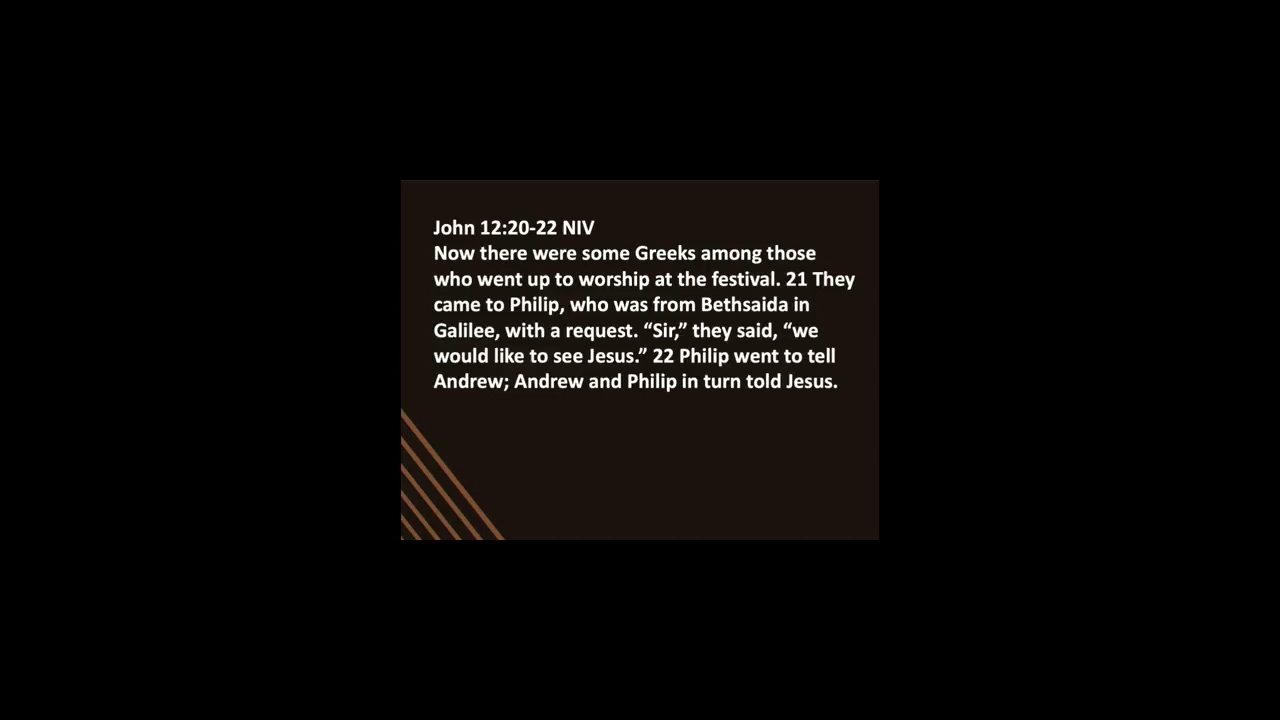 John 12:20-22 NIV
Now there were some Greeks among those
who went up to worship at the festival. 21 They
came to Philip, who was from Bethsaida in
Galilee, with a request. “Sir,” they said, “we
would like to see Jesus.” 22 Philip went to tell
Andrew; Andrew and Philip in turn told Jesus.